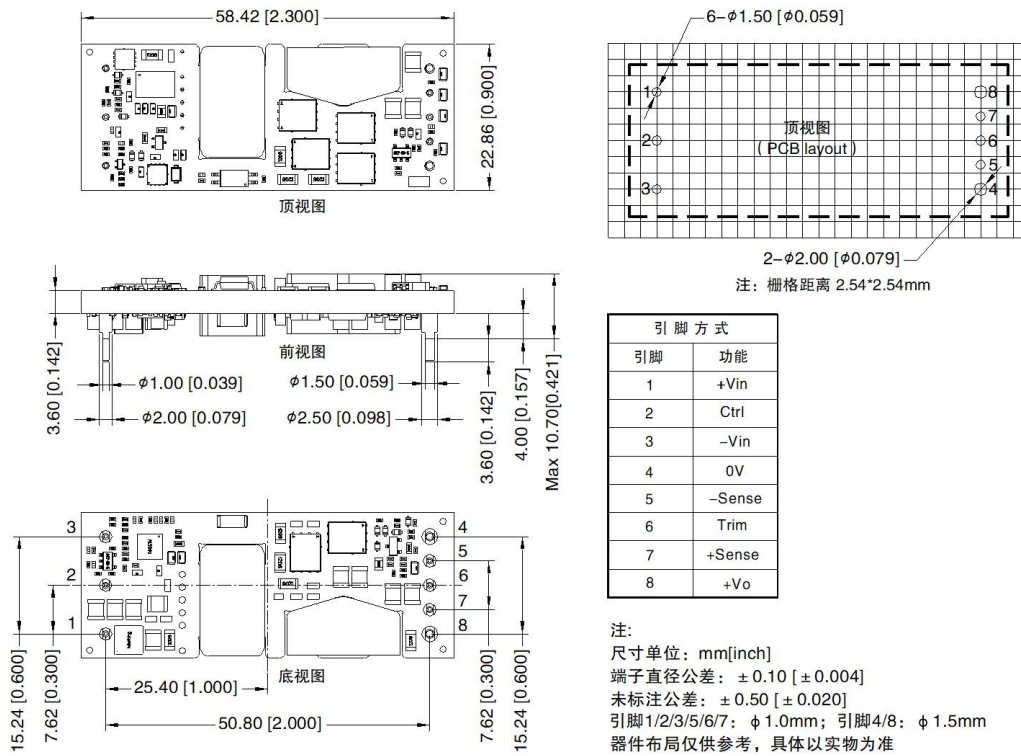 58.42 [2.300]
22.86 [0.900]
顶视图
6-φ1.50 [φ0.059]
1
2
3
8
7
6
5
4
顶视图
( PCB layout )
2-φ2.00 [φ0.079]
注: 栅格距离 2.54*2.54mm
前视图
3.60 [0.142]
φ1.00 [0.039]
φ2.00 [0.079]
φ1.50 [0.059]
φ2.50 [0.098]
3.60 [0.142]
4.00 [0.157]
Max 10.70[0.421]
引 脚 方 式
引脚 功能
1 +Vin
2 Ctrl
3 −Vin
4 0V
5 −Sense
6 Trim
7 +Sense
8 +Vo
3
2
1
4
5
6
7
8
底视图
15.24 [0.600]
7.62 [0.300]
25.40 [1.000]
50.80 [2.000]
7.62 [0.300]
15.24 [0.600]
注:
尺寸单位: mm[inch]
端子直径公差: ±0.10 [±0.004]
未标注公差: ±0.50 [±0.020]
引脚1/2/3/5/6/7: φ1.0mm; 引脚4/8: φ1.5mm
器件布局仅供参考，具体以实物为准